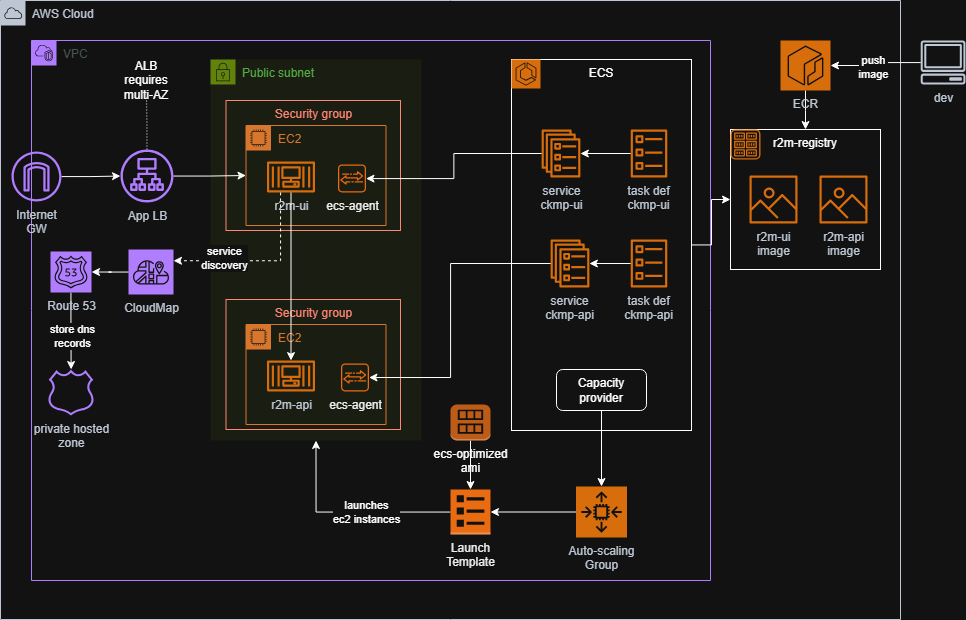 AWS Cloud
VPC
ALB
requires
multi-AZ
Public subnet
ECS
push
image
ECR
dev
Security group
EC2
r2m-registry
r2m-ui
ecs-agent
service
ckmp-ui
task def
ckmp-ui
Internet
GW
App LB
r2m-ui
image
r2m-api
image
service
discovery
53
Route 53
CloudMap
service
ckmp-api
task def
ckmp-api
Security group
EC2
store dns
records
r2m-api
ecs-agent
Capacity
provider
private hosted
zone
ecs-optimized
ami
launches
ec2 instances
Launch
Template
Auto-scaling
Group